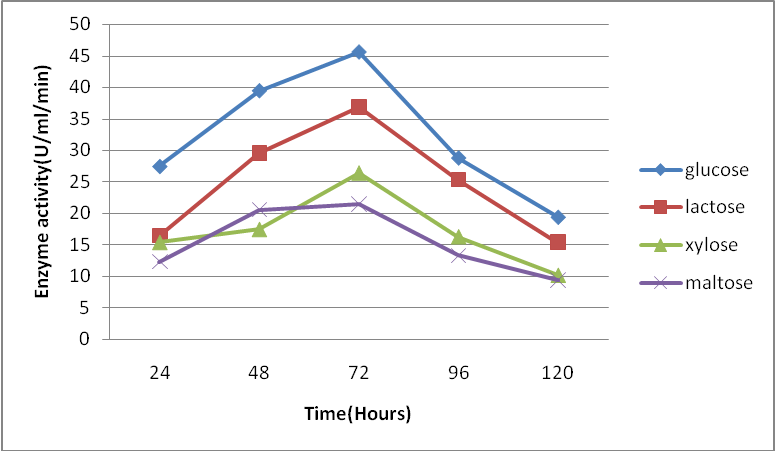 50
45
40
35
30
25
20
15
10
5
0
Enzyme activity(U/ml/min)
24 48 72 96 120
Time(Hours)
glucose
lactose
xylose
maltose